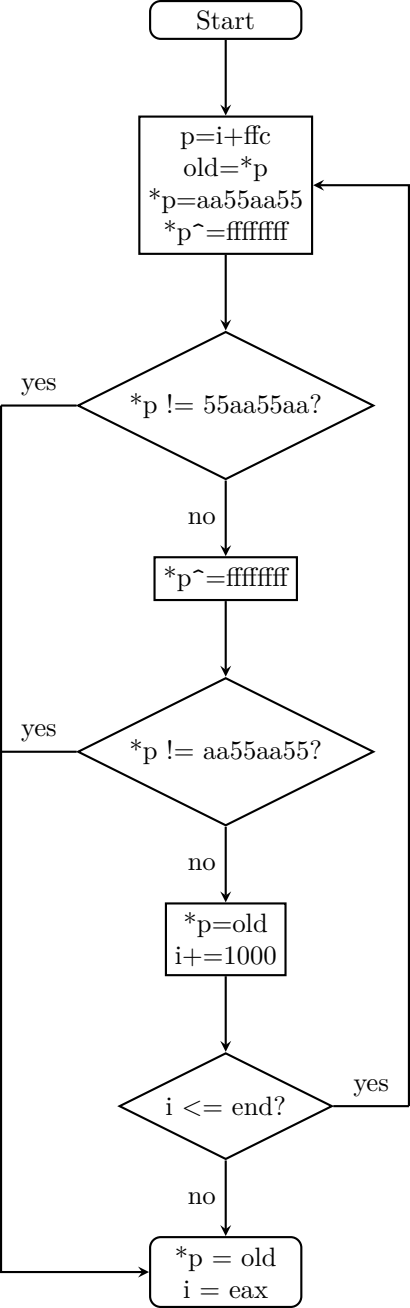 Start
p=i+ffc
old=*p
*p=aa55aa55
*p^=ffffffff
yes
*p != 55aa55aa?
no
*p^=ffffffff
yes
*p != aa55aa55?
no
*p=old
i+=1000
yes
i <= end?
no
*p = old
i = eax